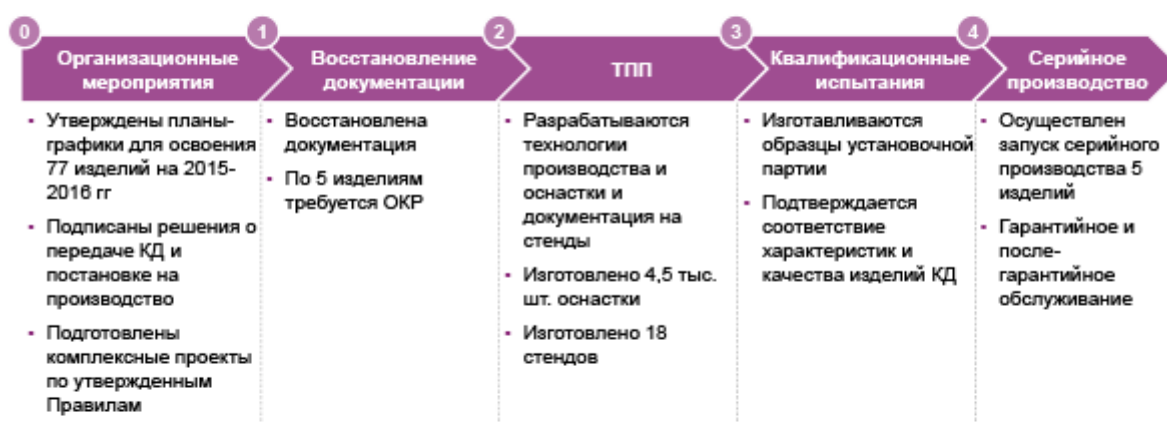 0
1
2
3
4
Организационные
мероприятия
Восстановление
документации
ТПП
Квалификационные
испытания
Серийное
производство
▪ Утверждены планы-
графики для освоения
77 изделий на 2015-
2016 гг
▪ Подписаны решения о
передаче КД и
постановке на
производство
▪ Подготовлены
комплексные проекты
по утвержденным
Правилам
▪ Восстановлена
документация
▪ По 5 изделиям
требуется ОКР
▪ Разрабатываются
технологии
производства и
оснастки и
документация на
стенды
▪ Изготовлено 4,5 тыс.
шт. оснастки
▪ Изготовлено 18
стендов
▪ Изготавливаются
образцы установочной
партии
▪ Подтверждается
соответствие
характеристик и
качества изделий КД
▪ Осуществлен
запуск серийного
производства 5
изделий
▪ Гарантийное и
после-
гарантийное
обслуживание